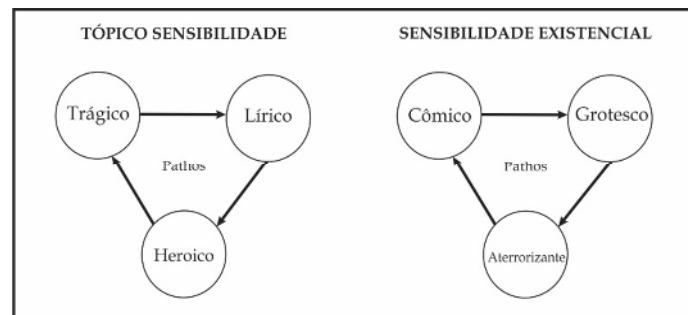 TÓPICO SENSIBILIDADE
Trágico
Lírico
Pathos
Heroico
SENSIBILIDADE EXISTENCIAL
Cômico
Grotesco
Pathos
Aterrorizante